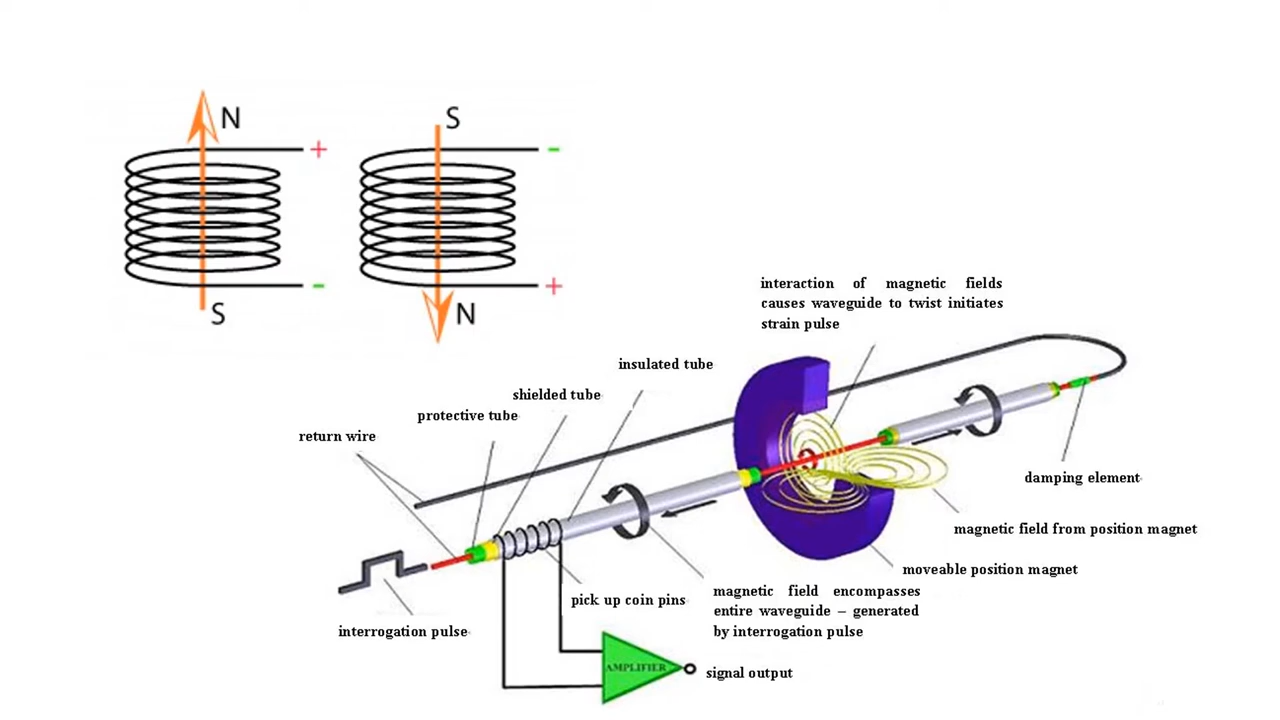 N
S
+
-
-
+
S
N
interaction of magnetic fields
causes waveguide to twist initiates
strain pulse
insulated tube
shielded tube
protective tube
return wire
damping element
magnetic field from position magnet
moveable position magnet
magnetic field encompasses
entire waveguide – generated
by interrogation pulse
pick up coin pins
interrogation pulse
AMPLIFIER
signal output